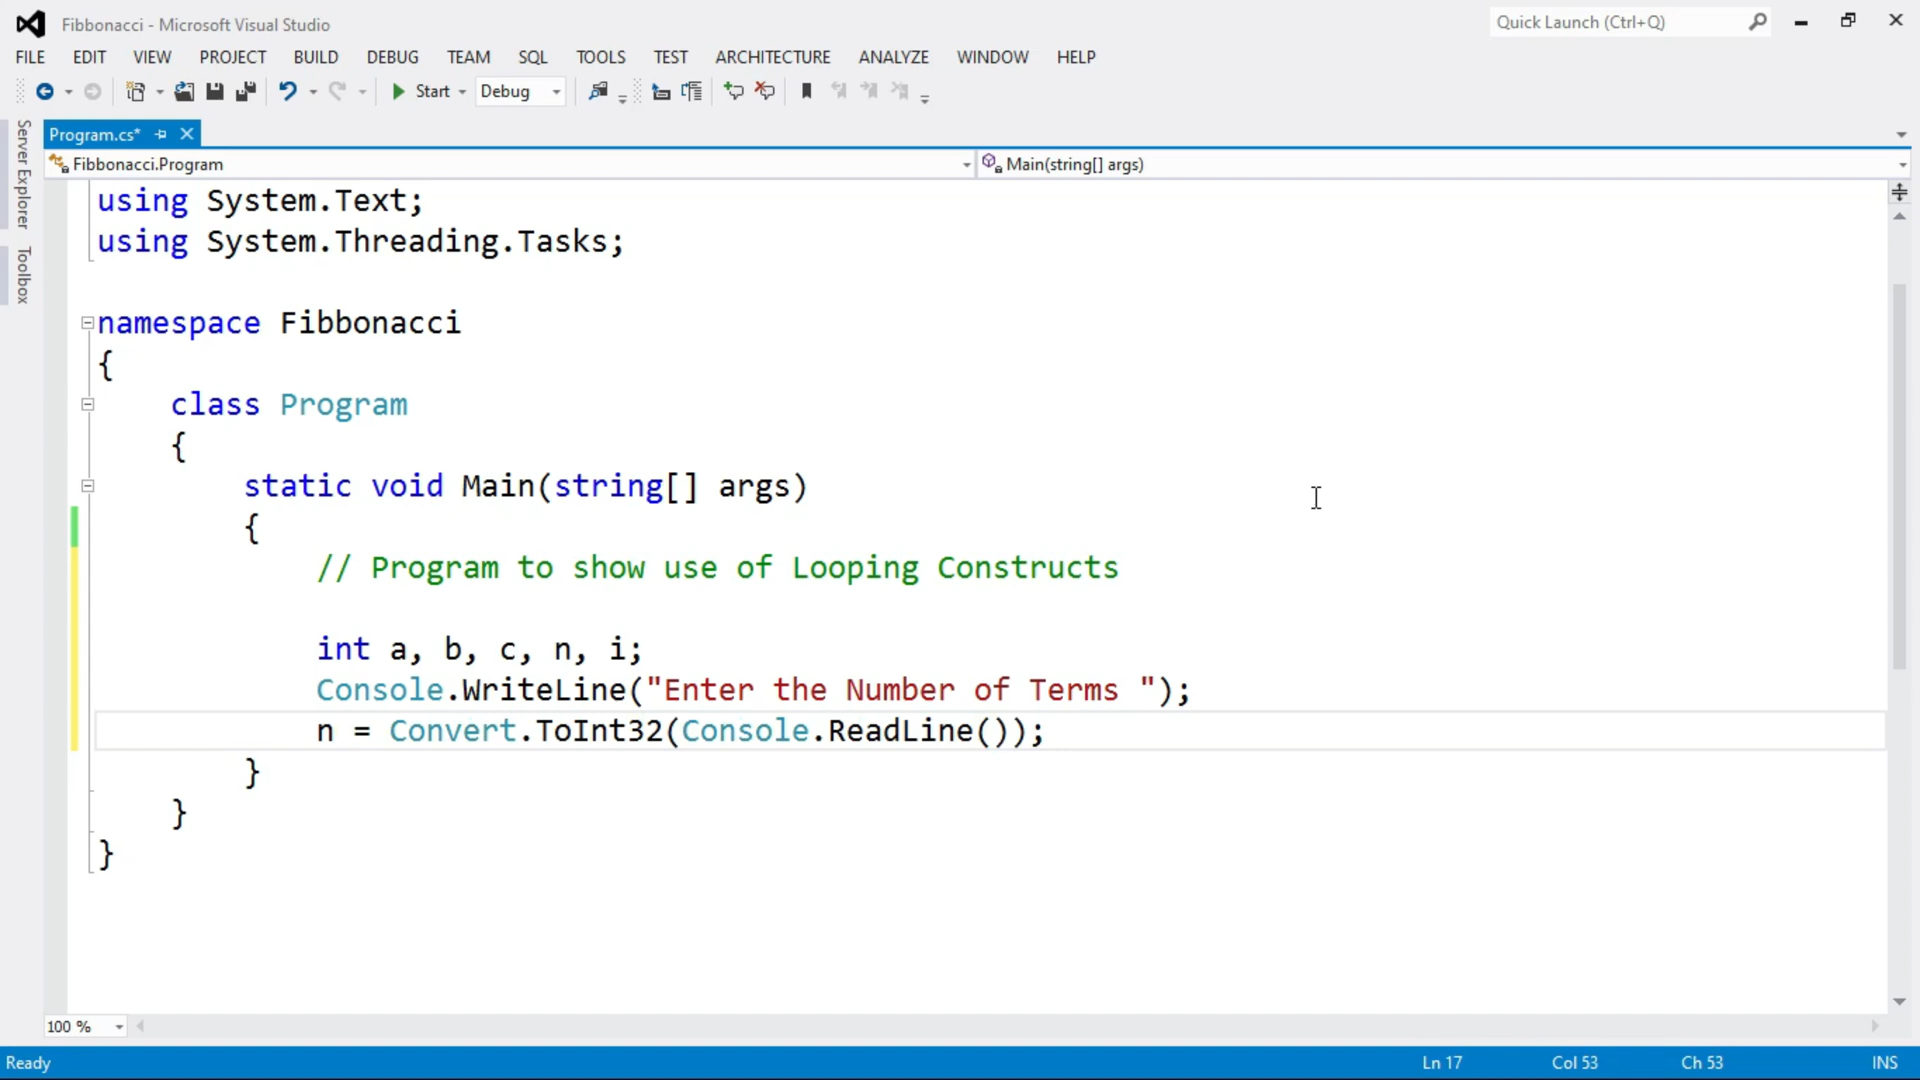 Fibbonacci - Microsoft Visual Studio
Quick Launch (Ctrl+Q)
FILE EDIT VIEW PROJECT BUILD DEBUG TEAM SQL TOOLS TEST ARCHITECTURE ANALYZE WINDOW HELP
Start Debug
Server Explorer
Toolbox
Program.cs*
Fibbonacci.Program
Main(string[] args)
using System.Text;
using System.Threading.Tasks;
namespace Fibbonacci
{
class Program
{
static void Main(string[] args)
{
// Program to show use of Looping Constructs
int a, b, c, n, i;
Console.WriteLine("Enter the Number of Terms ");
n = Convert.ToInt32(Console.ReadLine());
}
}
}
100 %
Ready
Ln 17 Col 53 Ch 53 INS